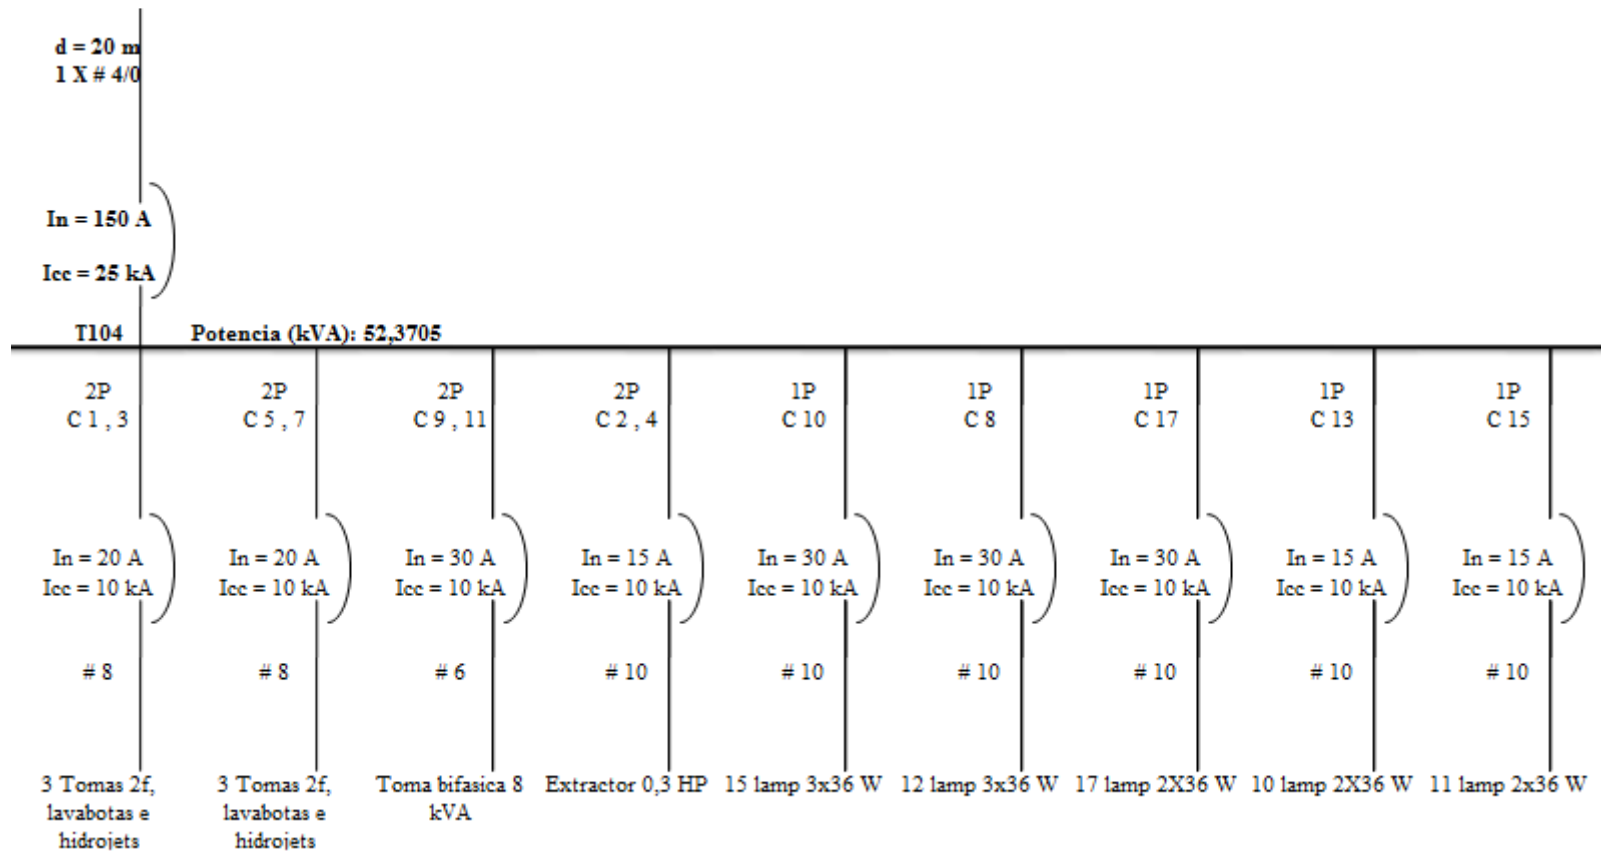 d = 20 m
1 X # 4/0
In = 150 A
Icc = 25 kA
T104 Potencia (kVA): 52,3705
2P 2P 2P 2P 1P 1P 1P 1P 1P
C 1 , 3 C 5 , 7 C 9 , 11 C 2 , 4 C 10 C 8 C 17 C 13 C 15
In = 20 A In = 20 A In = 30 A In = 15 A In = 30 A In = 30 A In = 30 A In = 15 A In = 15 A
Icc = 10 kA Icc = 10 kA Icc = 10 kA Icc = 10 kA Icc = 10 kA Icc = 10 kA Icc = 10 kA Icc = 10 kA Icc = 10 kA
# 8 # 8 # 6 # 10 # 10 # 10 # 10 # 10 # 10
3 Tomas 2f, 3 Tomas 2f, Toma bifasica 8 Extractor 0,3 HP 15 lamp 3x36 W 12 lamp 3x36 W 17 lamp 2X36 W 10 lamp 2X36 W 11 lamp 2x36 W
lavabotas e lavabotas e kVA
hidrojets hidrojets